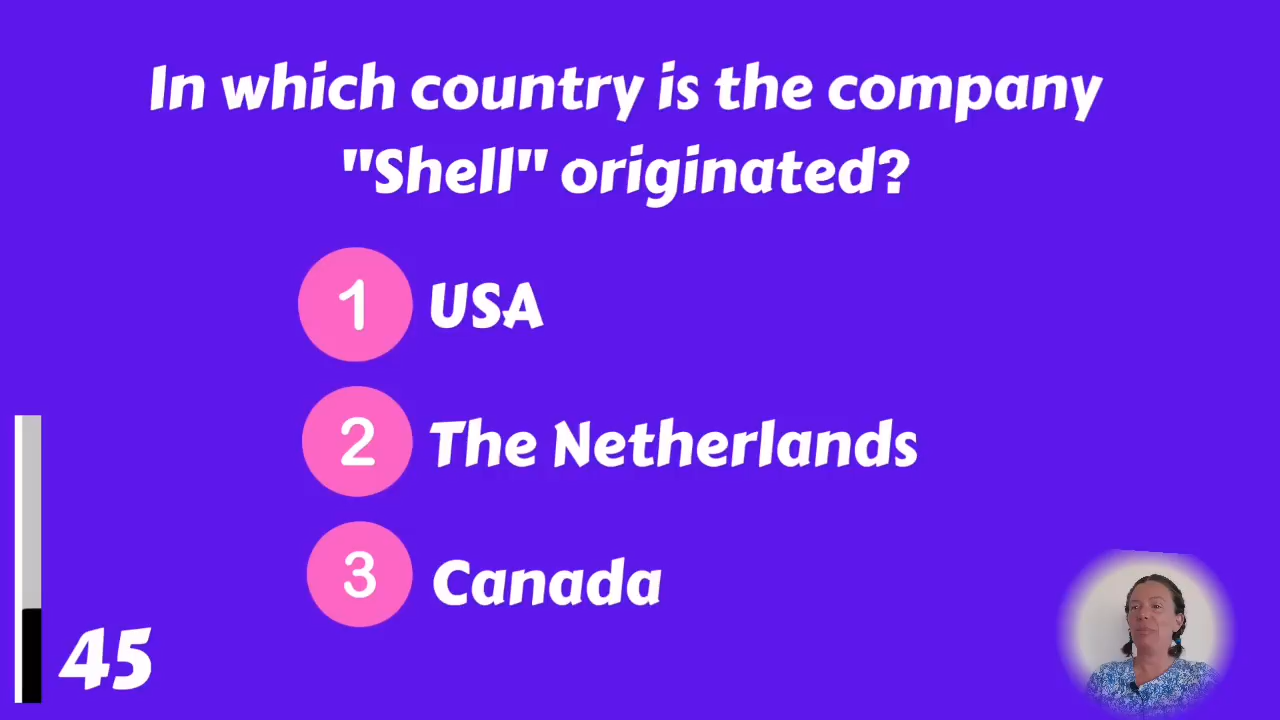 In which country is the company
"Shell" originated?
1 USA
2 The Netherlands
3 Canada
45